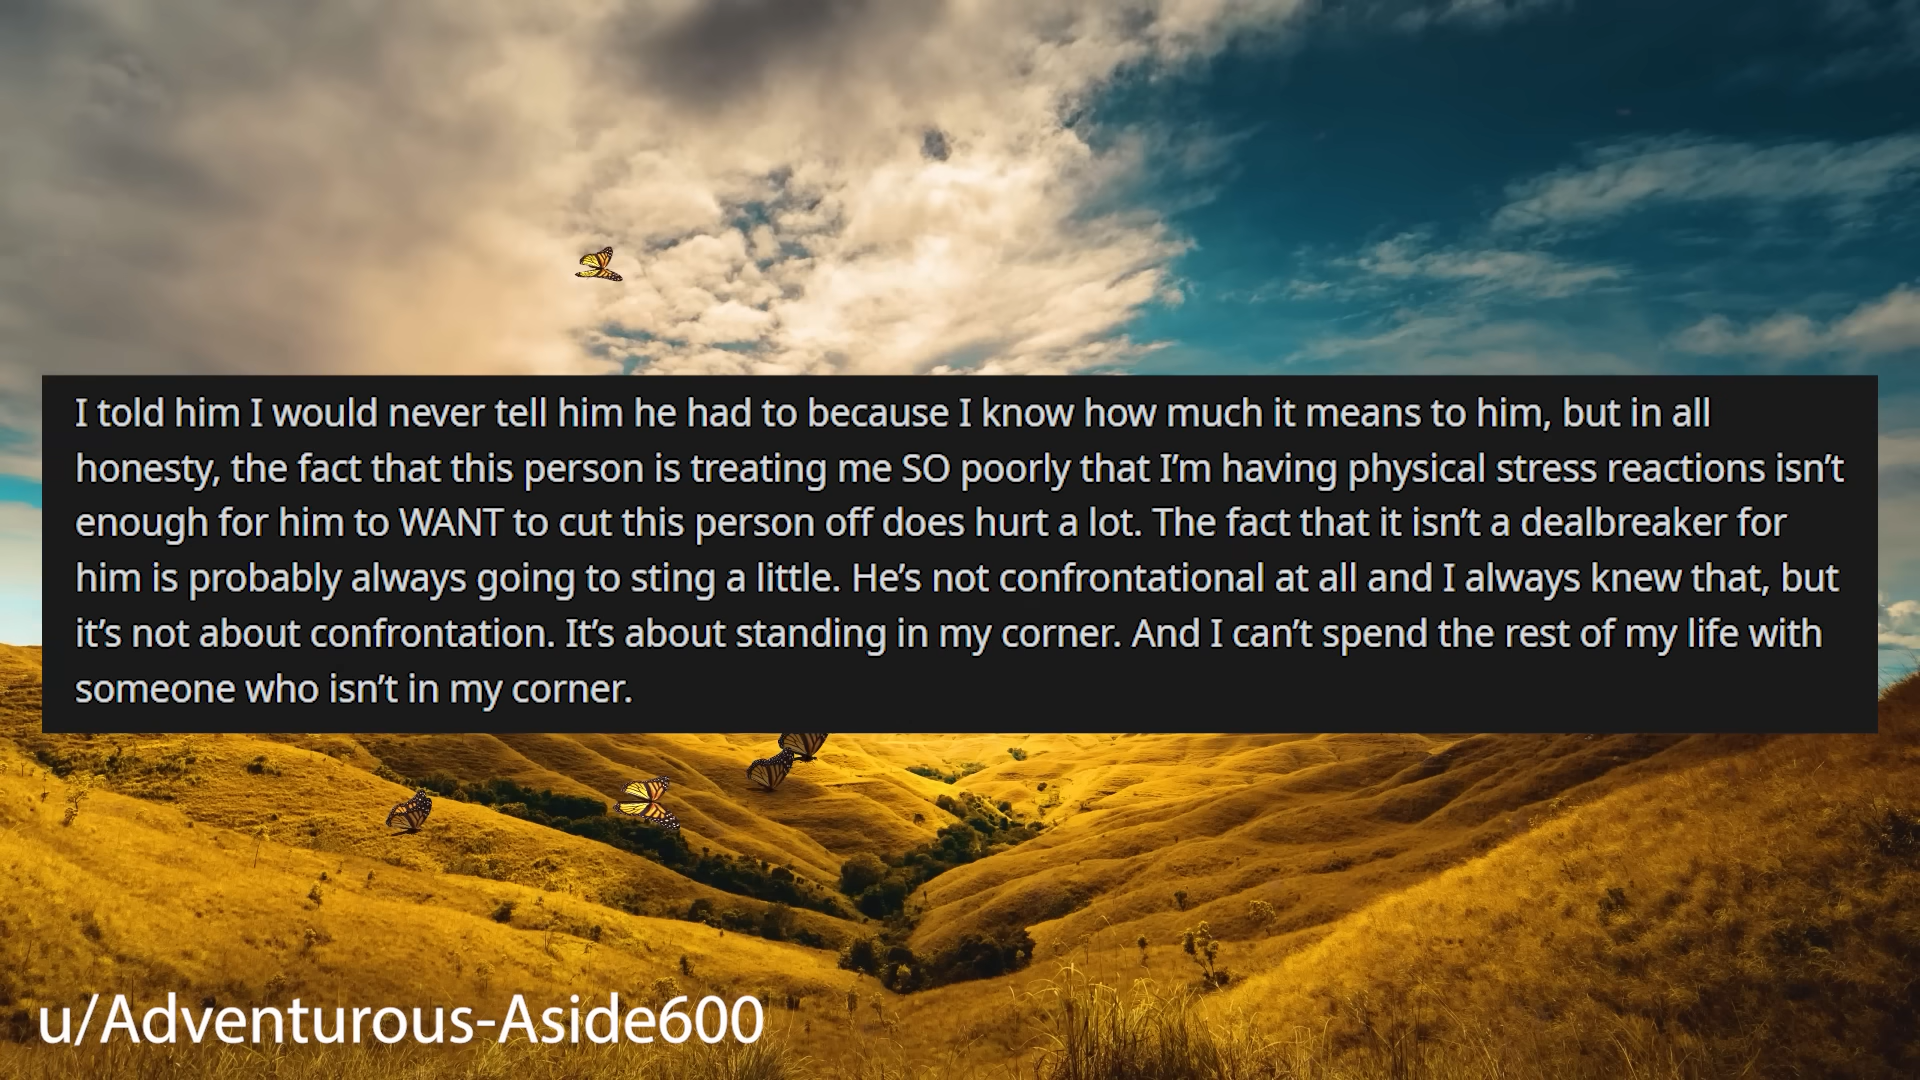 I told him I would never tell him he had to because I know how much it means to him, but in all
honesty, the fact that this person is treating me SO poorly that I’m having physical stress reactions isn’t
enough for him to WANT to cut this person off does hurt a lot. The fact that it isn’t a dealbreaker for
him is probably always going to sting a little. He’s not confrontational at all and I always knew that, but
it’s not about confrontation. It’s about standing in my corner. And I can’t spend the rest of my life with
someone who isn’t in my corner.
u/Adventurous-Aside600